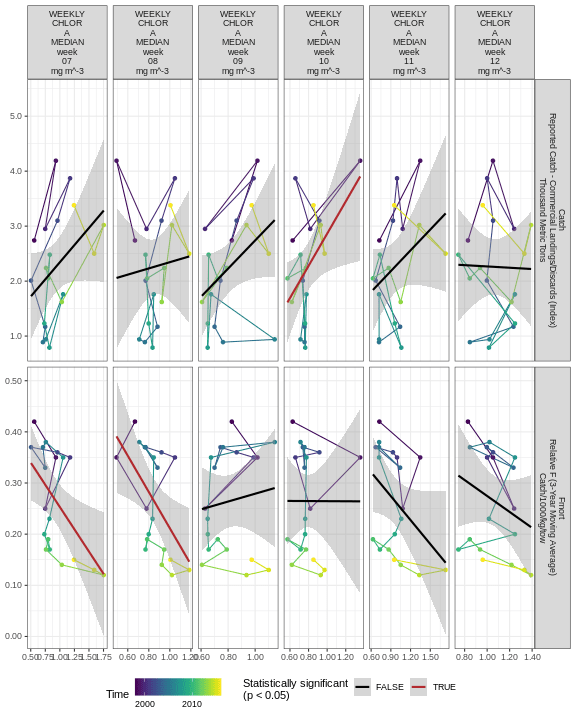 WEEKLY WEEKLY WEEKLY WEEKLY WEEKLY WEEKLY
CHLOR CHLOR CHLOR CHLOR CHLOR CHLOR
A A A A A A
MEDIAN MEDIAN MEDIAN MEDIAN MEDIAN MEDIAN
week week week week week week
07 08 09 10 11 12
mg m^-3 mg m^-3 mg m^-3 mg m^-3 mg m^-3 mg m^-3
5.0
4.0
3.0
2.0
1.0
Catch
Reported Catch - Commercial Landings/Discards (Index)
Thousand Metric Tons
0.50
0.40
0.30
0.20
0.10
0.00
Fmort
Relative F (3-Year Moving Average)
Catch/1000/kg/tow
0.50 0.75 1.00 1.25 1.50 1.75 0.60 0.80 1.00 1.20 0.60 0.80 1.00 0.60 0.80 1.00 1.20 0.60 0.90 1.20 1.50 0.80 1.00 1.20 1.40
Time
2000 2010
Statistically significant
(p < 0.05)
FALSE TRUE